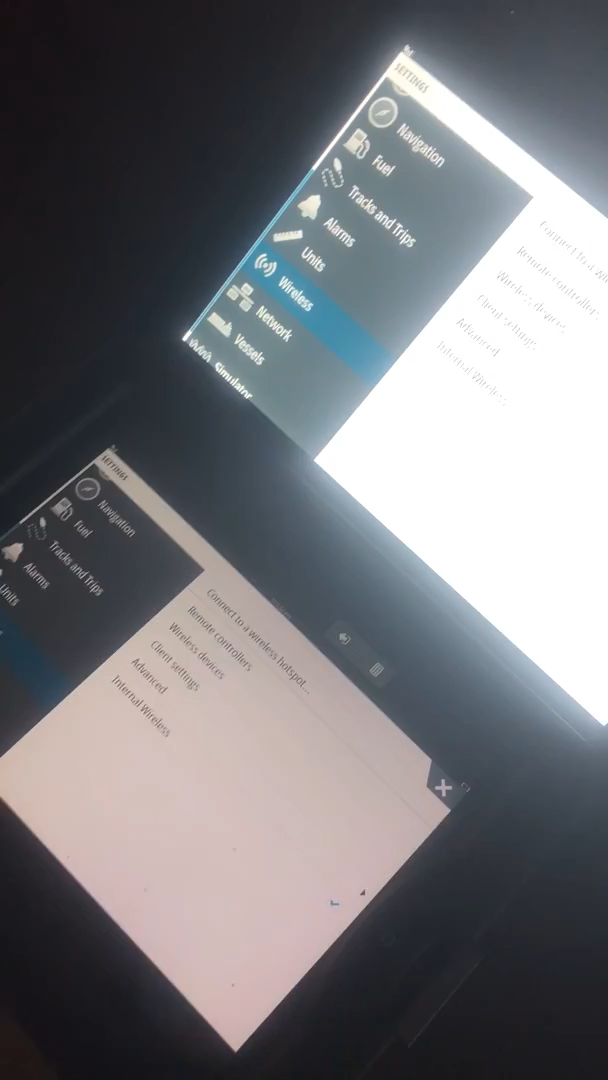 SETTINGS
Navigation
Fuel
Tracks and Trips
Alarms
Units
Wireless
Network
Vessels
Simulator
Connect to a
Remote controllers
Wireless devices
Client settings
Advanced
Internal Wireless
SETTINGS
Navigation
Fuel
Tracks and Trips
Alarms
Units
Connect to a wireless hotspot...
Remote controllers
Wireless devices
Client settings
Advanced
Internal Wireless